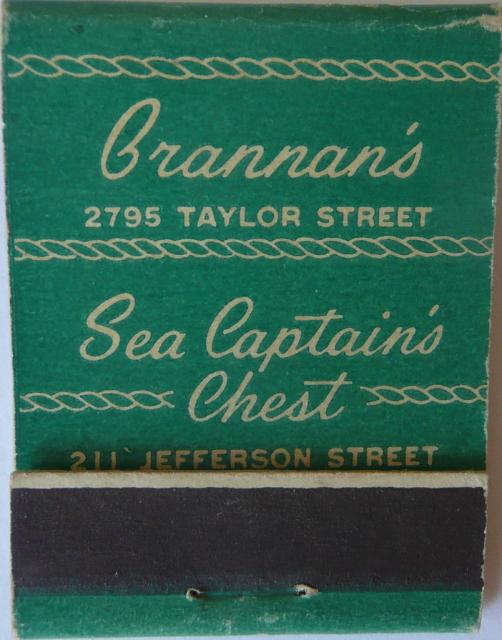 Brannan's
2795 TAYLOR STREET
Sea Captain's
Chest
211 JEFFERSON STREET